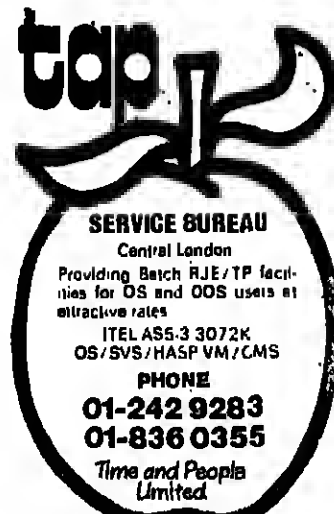 tap
SERVICE BUREAU
Central London
Providing Batch RJE/TP facil-
ities for OS and DOS users at
attractive rates
ITEL AS5-3 3072K
OS/SVS/HASP VM/CMS
PHONE
01-242 9283
01-836 0355
Time and People
Limited